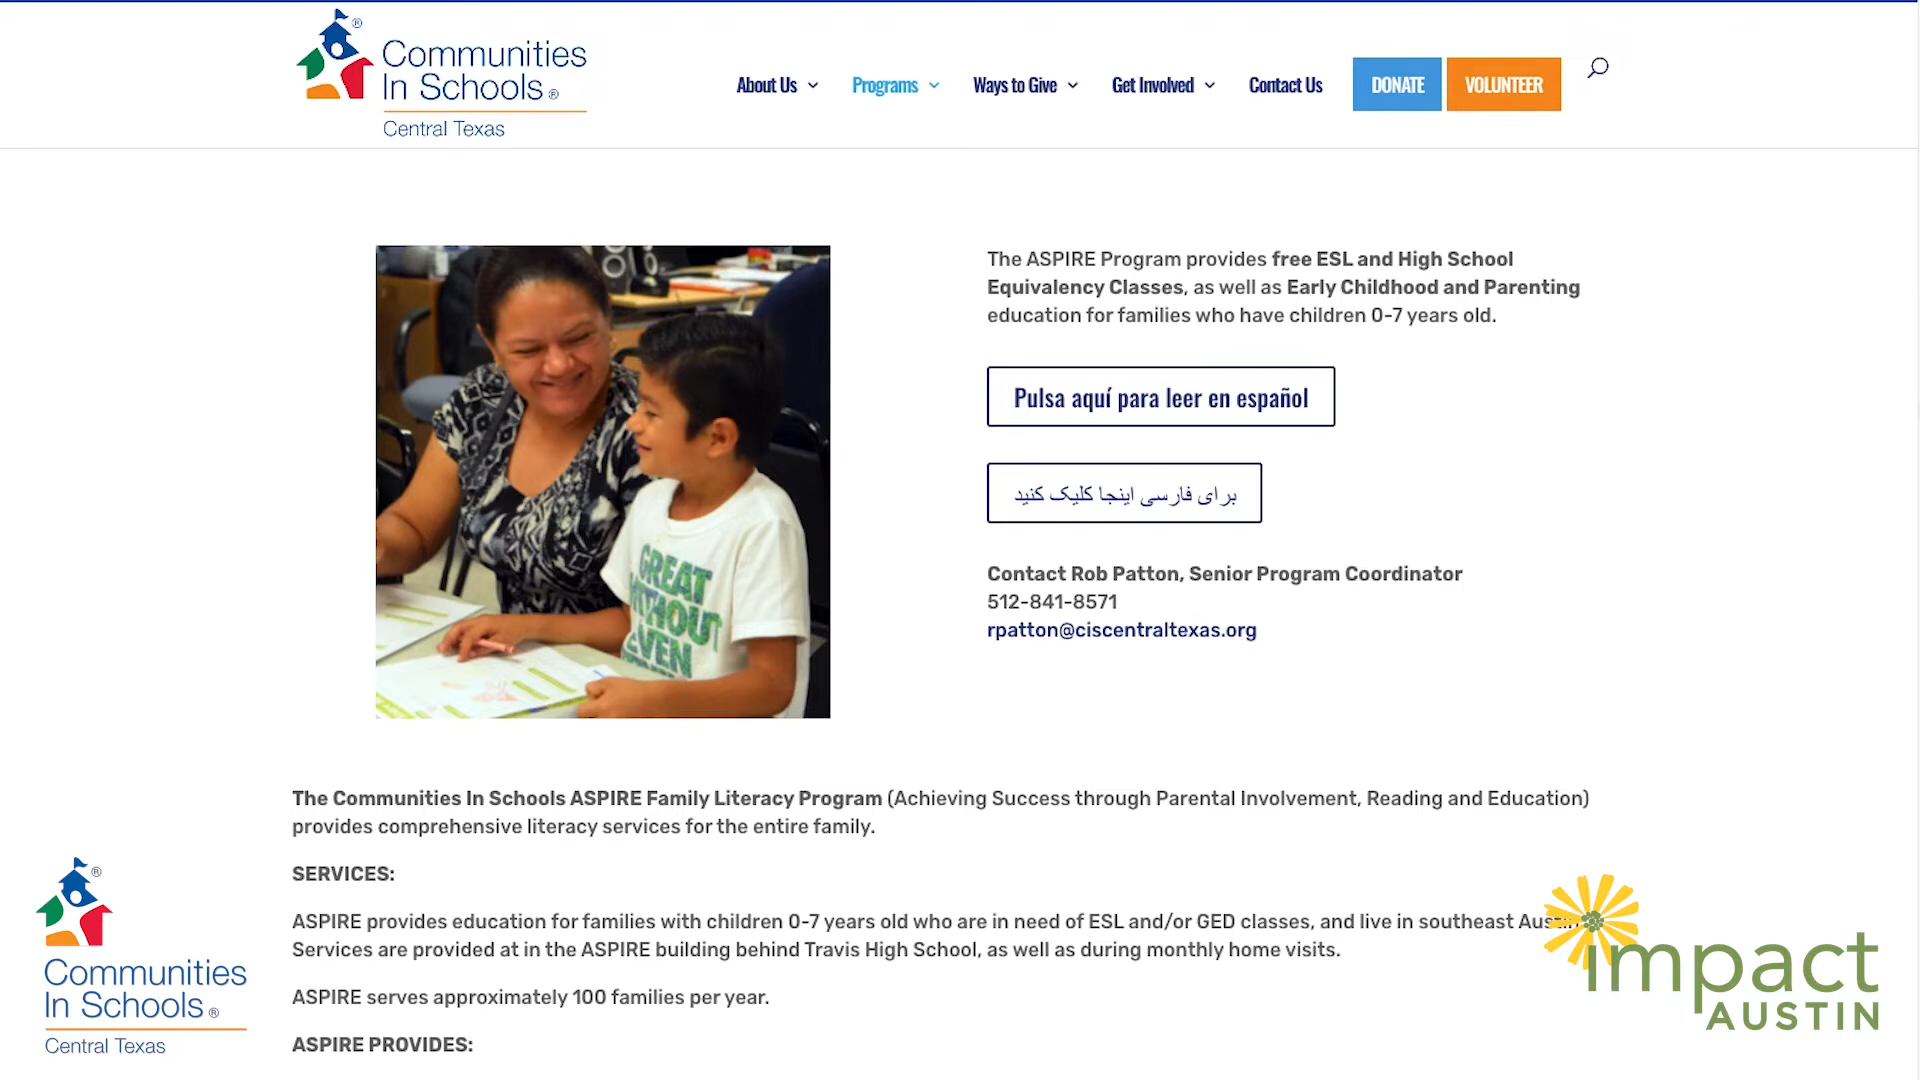 Communities
In Schools®
Central Texas
About Us
Programs
Ways to Give
Get Involved
Contact Us
DONATE
VOLUNTEER
The ASPIRE Program provides free ESL and High School
Equivalency Classes, as well as Early Childhood and Parenting
education for families who have children 0-7 years old.
Pulsa aquí para leer en español
برای فارسی اینجا کلیک کنید
Contact Rob Patton, Senior Program Coordinator
512-841-8571
rpatton@ciscentraltexas.org
GREAT
WITHOUT
EVEN
The Communities In Schools ASPIRE Family Literacy Program (Achieving Success through Parental Involvement, Reading and Education)
provides comprehensive literacy services for the entire family.
SERVICES:
ASPIRE provides education for families with children 0-7 years old who are in need of ESL and/or GED classes, and live in southeast Austin.
Services are provided at in the ASPIRE building behind Travis High School, as well as during monthly home visits.
ASPIRE serves approximately 100 families per year.
ASPIRE PROVIDES:
Communities
In Schools®
Central Texas
impact
AUSTIN